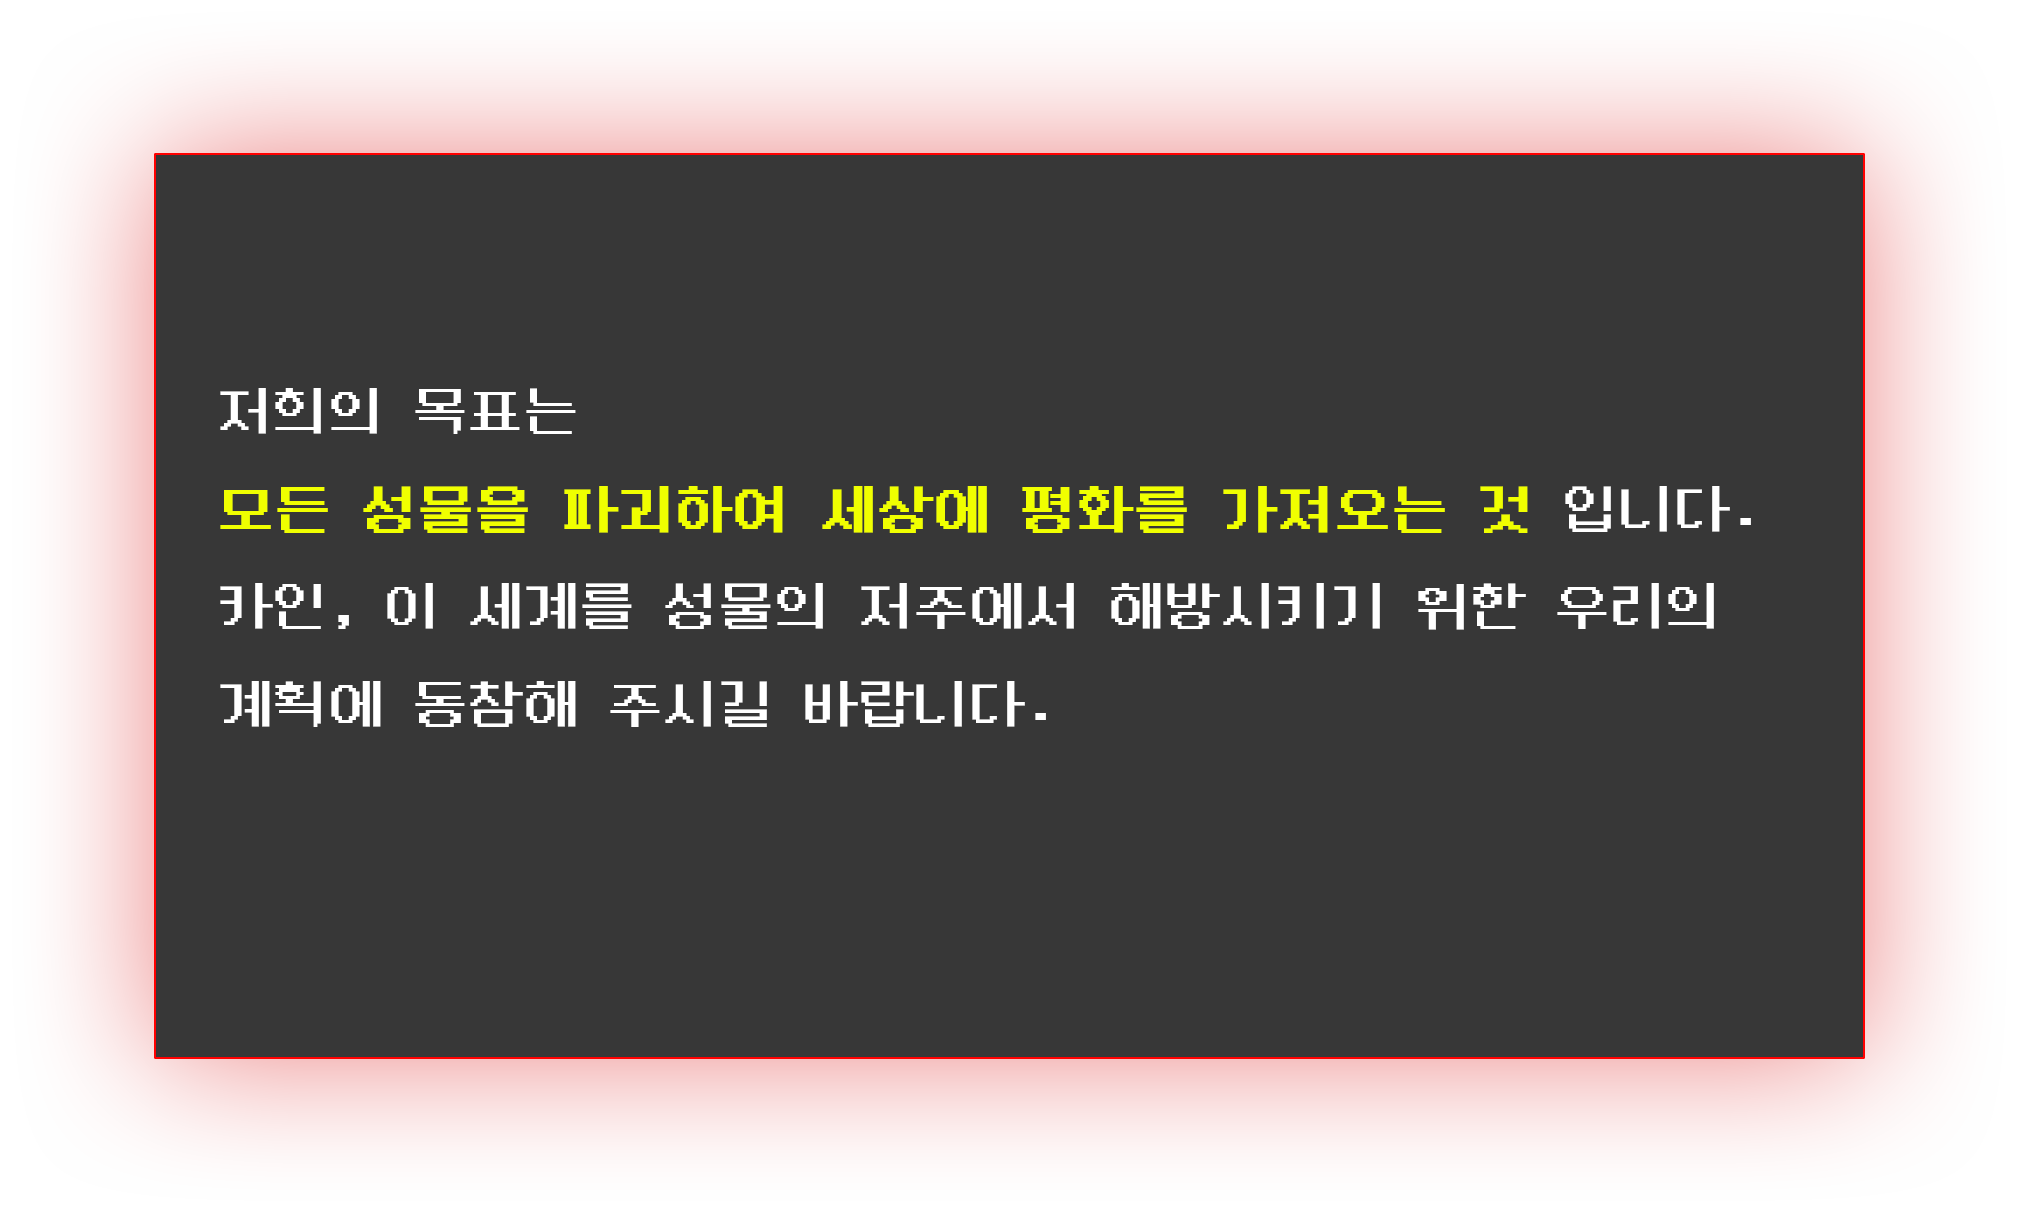 저희의 목표는
모든 성물을 파괴하여 세상에 평화를 가져오는 것 입니다.
카인, 이 세계를 성물의 저주에서 해방시키기 위한 우리의
계획에 동참해 주시길 바랍니다.